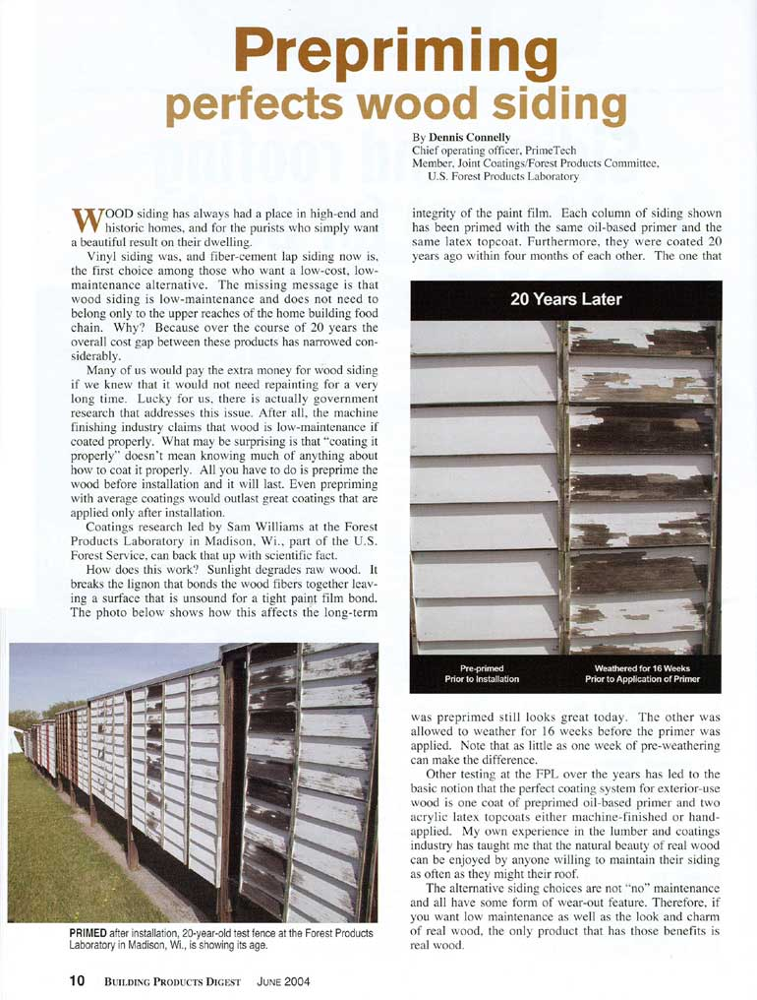 Prepriming
perfects wood siding
By Dennis Connelly
Chief operating officer, PrimeTech
Member, Joint Coatings/Forest Products Committee,
U.S. Forest Products Laboratory
WOOD siding has always had a place in high-end and
historic homes, and for the purists who simply want
a beautiful result on their dwelling.
Vinyl siding was, and fiber-cement lap siding now is,
the first choice among those who want a low-cost, low-
maintenance alternative. The missing message is that
wood siding is low-maintenance and does not need to
belong only to the upper reaches of the home building food
chain. Why? Because over the course of 20 years the
overall cost gap between these products has narrowed con-
siderably.
Many of us would pay the extra money for wood siding
if we knew that it would not need repainting for a very
long time. Lucky for us, there is actually government
research that addresses this issue. After all, the machine
finishing industry claims that wood is low-maintenance if
coated properly. What may be surprising is that “coating it
properly” doesn’t mean knowing much of anything about
how to coat it properly. All you have to do is preprime the
wood before installation and it will last. Even prepriming
with average coatings would outlast great coatings that are
applied only after installation.
Coatings research led by Sam Williams at the Forest
Products Laboratory in Madison, Wi., part of the U.S.
Forest Service, can back that up with scientific fact.
How does this work? Sunlight degrades raw wood. It
breaks the lignon that bonds the wood fibers together leav-
ing a surface that is unsound for a tight paint film bond.
The photo below shows how this affects the long-term
PRIMED after installation, 20-year-old test fence at the Forest Products
Laboratory in Madison, Wi., is showing its age.
integrity of the paint film. Each column of siding shown
has been primed with the same oil-based primer and the
same latex topcoat. Furthermore, they were coated 20
years ago within four months of each other. The one that
20 Years Later
Pre-primed
Prior to Installation
Weathered for 16 Weeks
Prior to Application of Primer
was preprimed still looks great today. The other was
allowed to weather for 16 weeks before the primer was
applied. Note that as little as one week of pre-weathering
can make the difference.
Other testing at the FPL over the years has led to the
basic notion that the perfect coating system for exterior-use
wood is one coat of preprimed oil-based primer and two
acrylic latex topcoats either machine-finished or hand-
applied. My own experience in the lumber and coatings
industry has taught me that the natural beauty of real wood
can be enjoyed by anyone willing to maintain their siding
as often as they might their roof.
The alternative siding choices are not “no” maintenance
and all have some form of wear-out feature. Therefore, if
you want low maintenance as well as the look and charm
of real wood, the only product that has those benefits is
real wood.
10 BUILDING PRODUCTS DIGEST JUNE 2004